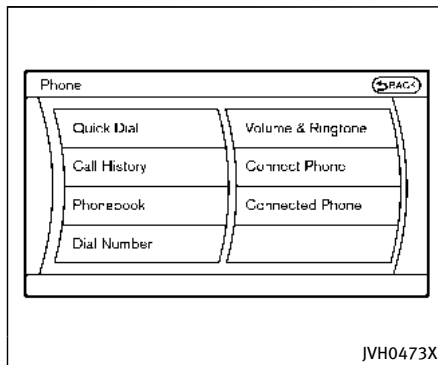 Phone
BACK
Quick Dial
Volume & Ringtone
Call History
Connect Phone
Phonebook
Connected Phone
Dial Number
JVH0473X